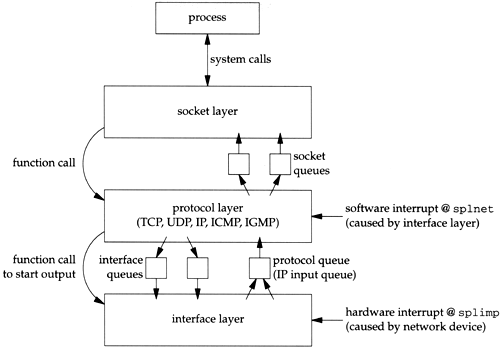 process
system calls
socket layer
function call
socket
queues
protocol layer
(TCP, UDP, IP, ICMP, IGMP)
software interrupt @ splnet
(caused by interface layer)
function call
to start output
interface
queues
protocol queue
(IP input queue)
interface layer
hardware interrupt @ splimp
(caused by network device)